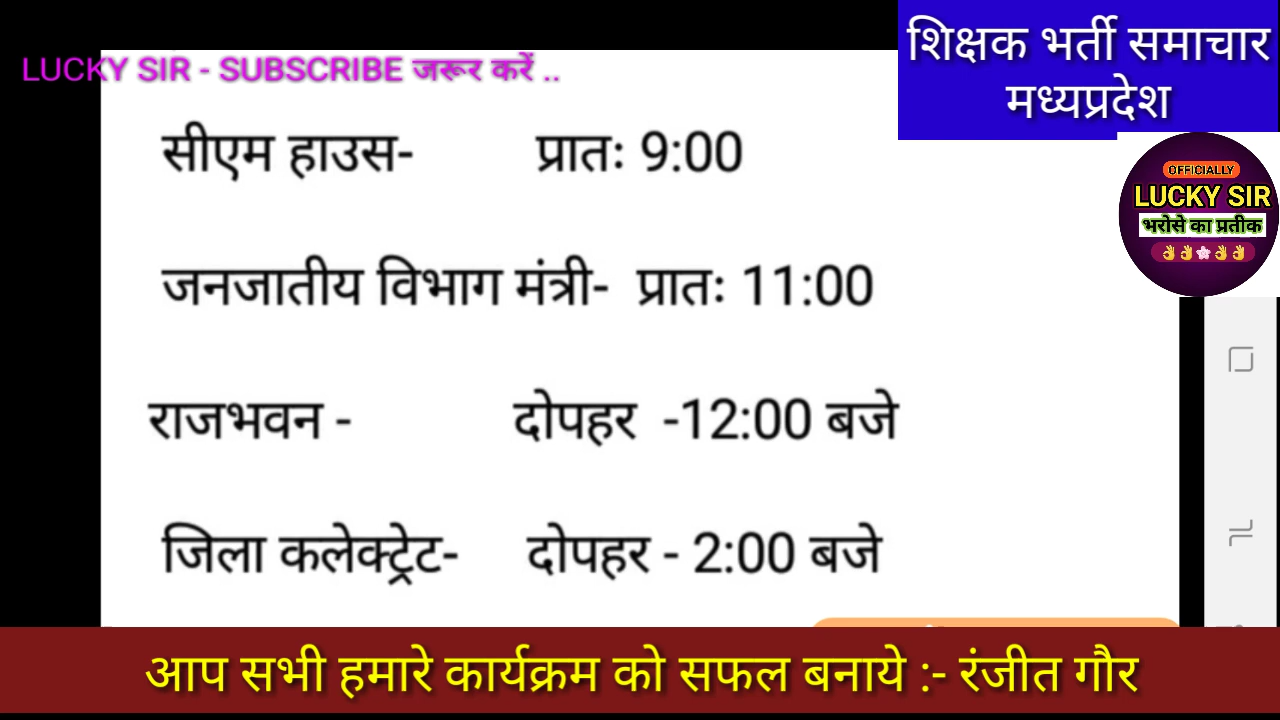 शिक्षक भर्ती समाचार
मध्यप्रदेश
LUCKY SIR - SUBSCRIBE जरूर करें ..
OFFICIALLY
LUCKY SIR
भरोसे का प्रतीक
सीएम हाउस- प्रातः 9:00
जनजातीय विभाग मंत्री- प्रातः 11:00
राजभवन - दोपहर -12:00 बजे
जिला कलेक्ट्रेट- दोपहर - 2:00 बजे
आप सभी हमारे कार्यक्रम को सफल बनाये :- रंजीत गौर